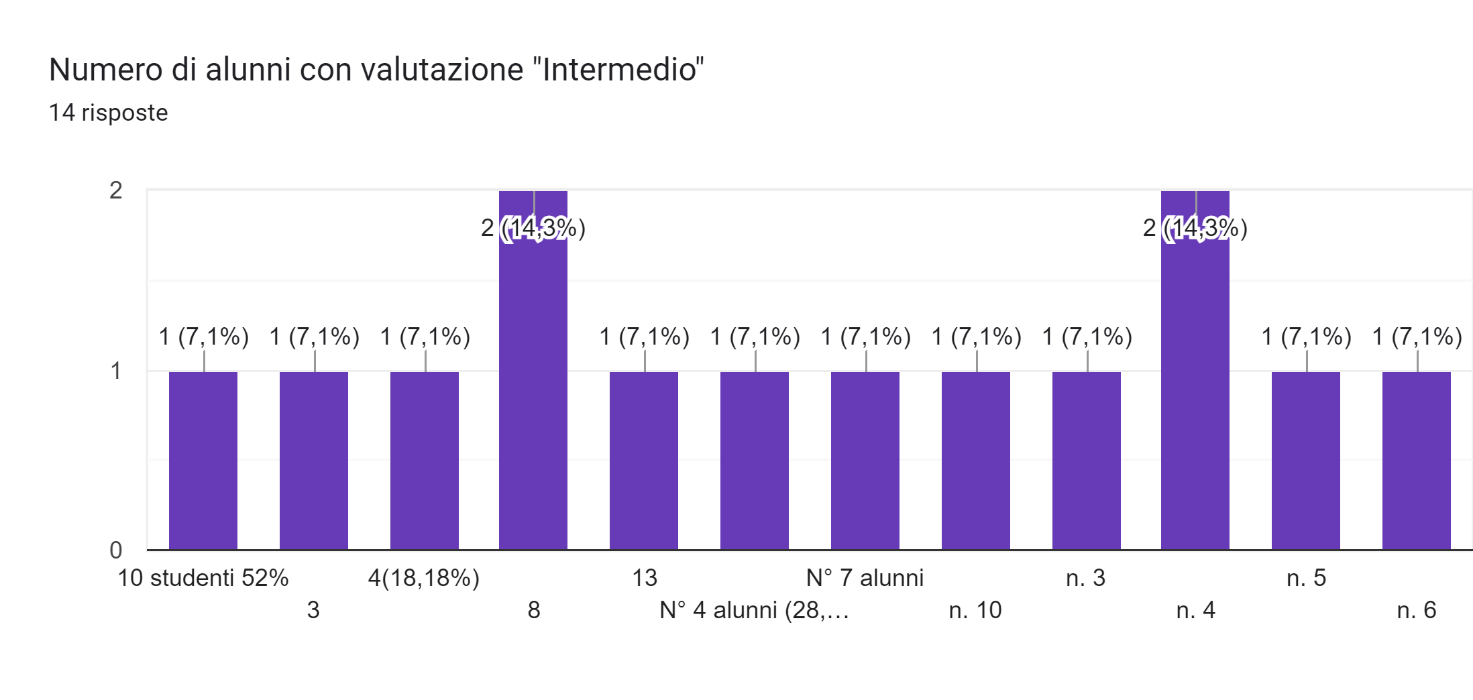 Numero di alunni con valutazione "Intermedio"
14 risposte
2
2 (14,3%) 2 (14,3%)
1 (7,1%) 1 (7,1%) 1 (7,1%) 1 (7,1%) 1 (7,1%) 1 (7,1%) 1 (7,1%) 1 (7,1%) 1 (7,1%) 1 (7,1%)
1
0
10 studenti 52% 4(18,18%) 13 N° 7 alunni n. 3 n. 5
3 8 N° 4 alunni (28,… n. 10 n. 4 n. 6